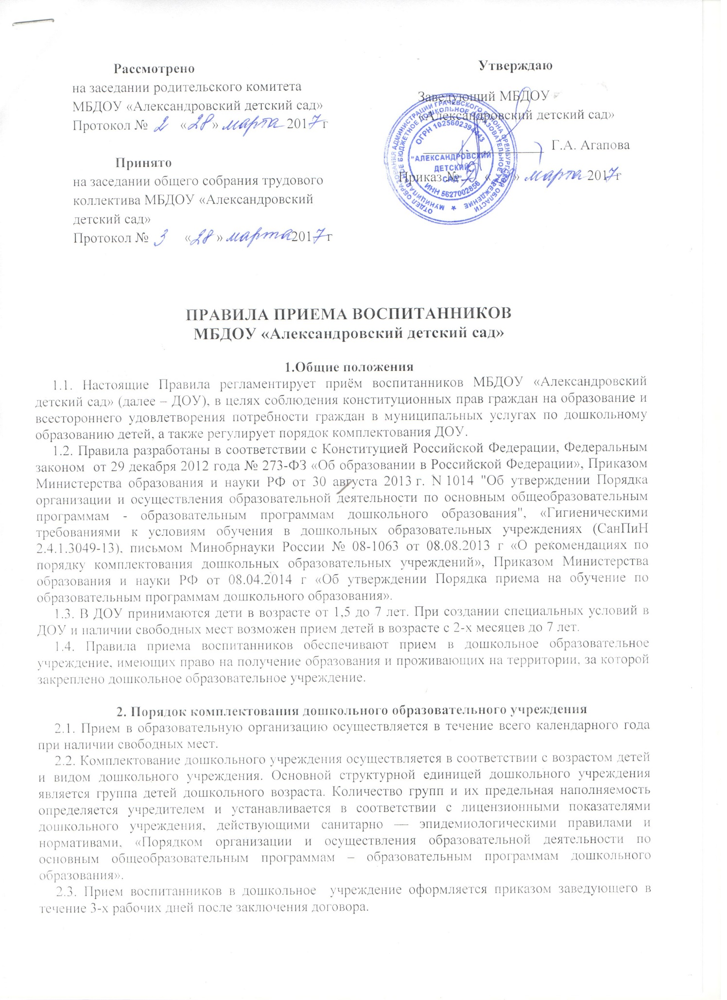 Рассмотрено
на заседании родительского комитета
МБДОУ «Александровский детский сад»
Протокол № 2 «28» марта 2017 г
Принято
на заседании общего собрания трудового
коллектива МБДОУ «Александровский
детский сад»
Протокол № 3 «28» марта 2017 г
Утверждаю
Заведующий МБДОУ
«Александровский детский сад»
Г.А. Агапова
Приказ № « » марта 2017 г
ОТДЕЛ ОБРАЗОВАНИЯ АДМИНИСТРАЦИИ ГРАЧЕВСКОГО РАЙОНА ОРЕНБУРГСКОЙ ОБЛАСТИ
МУНИЦИПАЛЬНОЕ БЮДЖЕТНОЕ ДОШКОЛЬНОЕ ОБРАЗОВАТЕЛЬНОЕ УЧРЕЖДЕНИЕ
ОГРН 1025602394443
"АЛЕКСАНДРОВСКИЙ
ДЕТСКИЙ
САД"
ИНН 5627002856
ПРАВИЛА ПРИЕМА ВОСПИТАННИКОВ
МБДОУ «Александровский детский сад»
1.Общие положения
1.1. Настоящие Правила регламентирует приём воспитанников МБДОУ «Александровский
детский сад» (далее – ДОУ), в целях соблюдения конституционных прав граждан на образование и
всестороннего удовлетворения потребности граждан в муниципальных услугах по дошкольному
образованию детей, а также регулирует порядок комплектования ДОУ.
1.2. Правила разработаны в соответствии с Конституцией Российской Федерации, Федеральным
законом от 29 декабря 2012 года № 273-ФЗ «Об образовании в Российской Федерации», Приказом
Министерства образования и науки РФ от 30 августа 2013 г. N 1014 "Об утверждении Порядка
организации и осуществления образовательной деятельности по основным общеобразовательным
программам - образовательным программам дошкольного образования", «Гигиеническими
требованиями к условиям обучения в дошкольных образовательных учреждениях (СанПиН
2.4.1.3049-13), письмом Минобрнауки России № 08-1063 от 08.08.2013 г «О рекомендациях по
порядку комплектования дошкольных образовательных учреждений», Приказом Министерства
образования и науки РФ от 08.04.2014 г «Об утверждении Порядка приема на обучение по
образовательным программам дошкольного образования».
1.3. В ДОУ принимаются дети в возрасте от 1,5 до 7 лет. При создании специальных условий в
ДОУ и наличии свободных мест возможен прием детей в возрасте с 2-х месяцев до 7 лет.
1.4. Правила приема воспитанников обеспечивают прием в дошкольное образовательное
учреждение, имеющих право на получение образования и проживающих на территории, за которой
закреплено дошкольное образовательное учреждение.
2. Порядок комплектования дошкольного образовательного учреждения
2.1. Прием в образовательную организацию осуществляется в течение всего календарного года
при наличии свободных мест.
2.2. Комплектование дошкольного учреждения осуществляется в соответствии с возрастом детей
и видом дошкольного учреждения. Основной структурной единицей дошкольного учреждения
является группа детей дошкольного возраста. Количество групп и их предельная наполняемость
определяется учредителем и устанавливается в соответствии с лицензионными показателями
дошкольного учреждения, действующими санитарно — эпидемиологическими правилами и
нормативами, «Порядком организации и осуществления образовательной деятельности по
основным общеобразовательным программам – образовательным программам дошкольного
образования».
2.3. Прием воспитанников в дошкольное учреждение оформляется приказом заведующего в
течение 3-х рабочих дней после заключения договора.